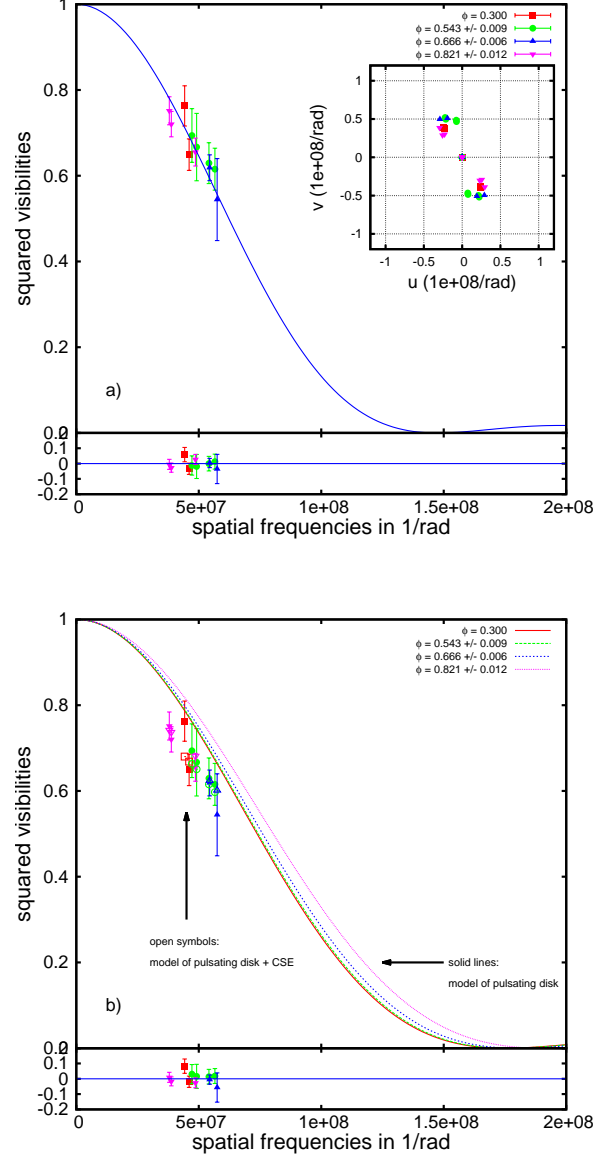 1
0.8
0.6
0.4
0.2
0
squared visibilities
ϕ = 0.300
ϕ = 0.543 +/- 0.009
ϕ = 0.666 +/- 0.006
ϕ = 0.821 +/- 0.012
1
0.5
0
-0.5
-1
v (1e+08/rad)
-1 -0.5 0 0.5 1
u (1e+08/rad)
a)
0.2
0.1
0
-0.1
-0.2
0 5e+07 1e+08 1.5e+08 2e+08
spatial frequencies in 1/rad
1
0.8
0.6
0.4
0.2
0
squared visibilities
ϕ = 0.300
ϕ = 0.543 +/- 0.009
ϕ = 0.666 +/- 0.006
ϕ = 0.821 +/- 0.012
open symbols:
model of pulsating disk + CSE
solid lines:
model of pulsating disk
b)
0.2
0.1
0
-0.1
-0.2
0 5e+07 1e+08 1.5e+08 2e+08
spatial frequencies in 1/rad